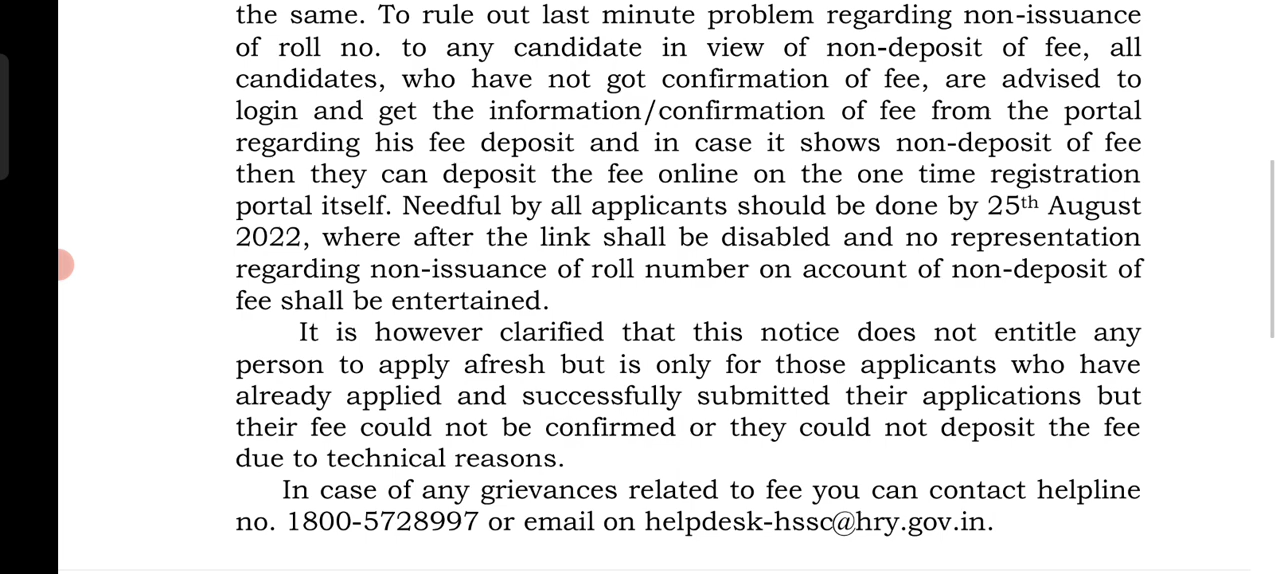 the same. To rule out last minute problem regarding non-issuance
of roll no. to any candidate in view of non-deposit of fee, all
candidates, who have not got confirmation of fee, are advised to
login and get the information/confirmation of fee from the portal
regarding his fee deposit and in case it shows non-deposit of fee
then they can deposit the fee online on the one time registration
portal itself. Needful by all applicants should be done by 25th August
2022, where after the link shall be disabled and no representation
regarding non-issuance of roll number on account of non-deposit of
fee shall be entertained.
It is however clarified that this notice does not entitle any
person to apply afresh but is only for those applicants who have
already applied and successfully submitted their applications but
their fee could not be confirmed or they could not deposit the fee
due to technical reasons.
In case of any grievances related to fee you can contact helpline
no. 1800-5728997 or email on helpdesk-hssc@hry.gov.in.